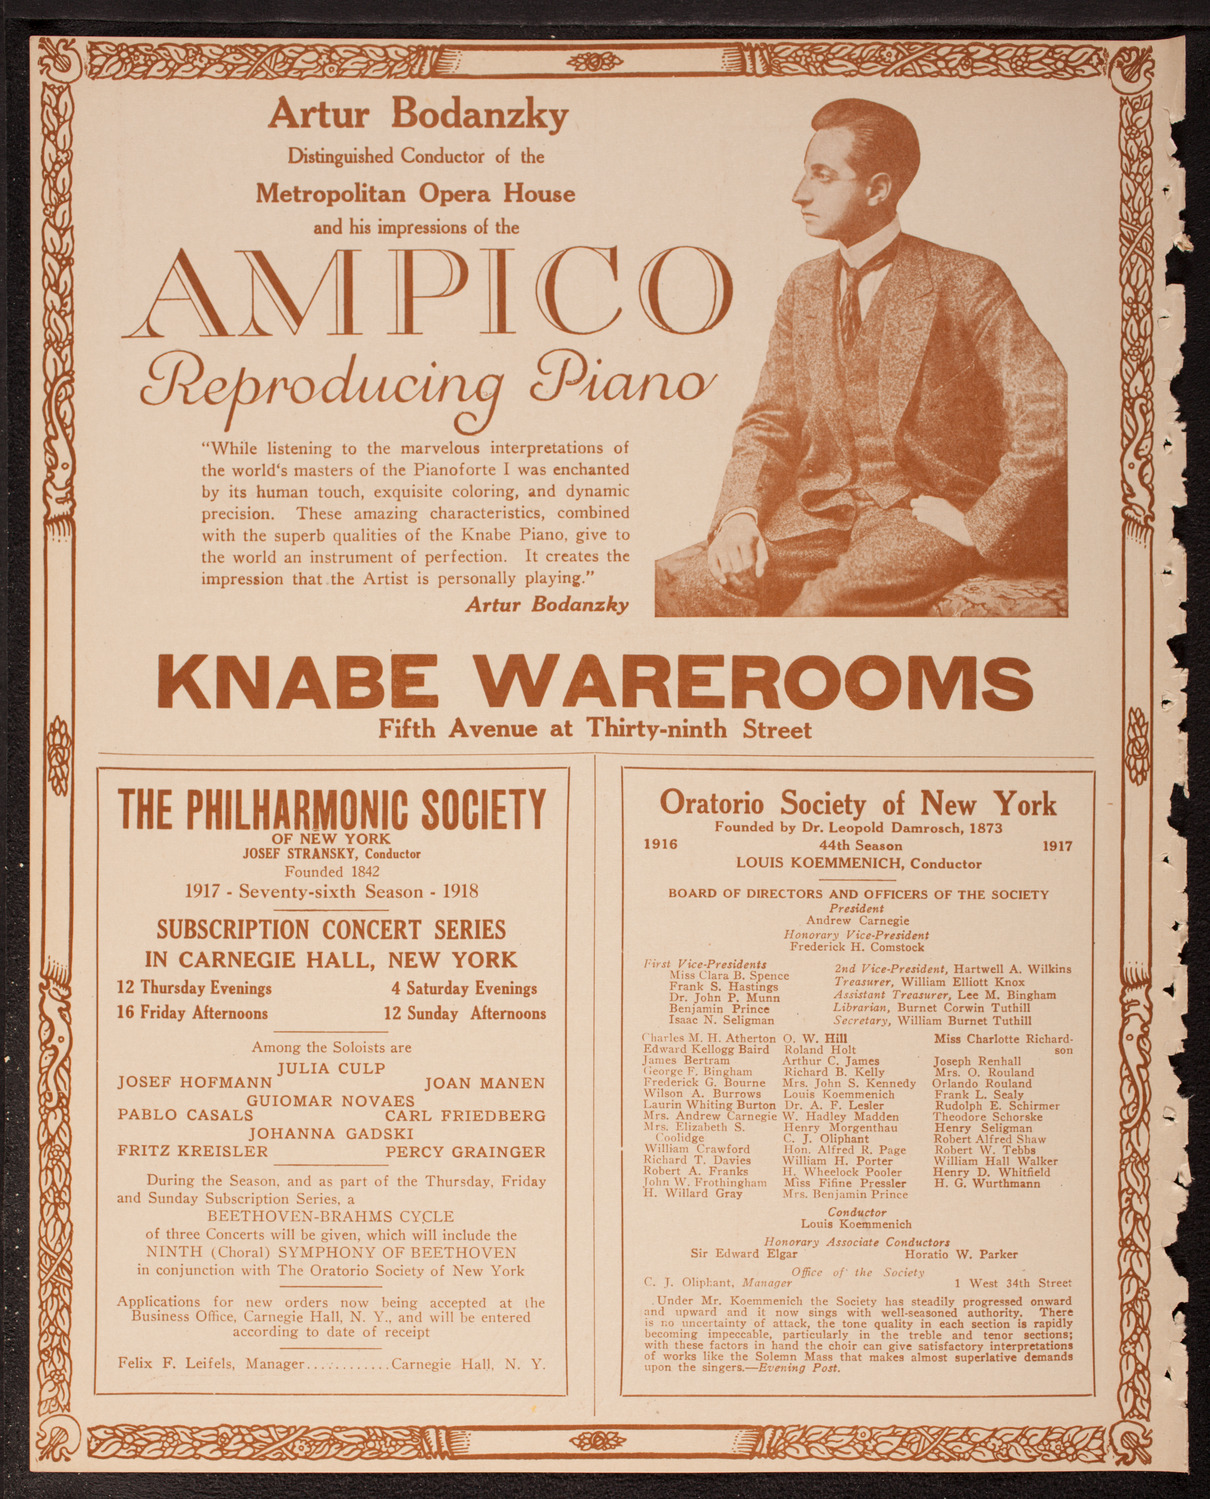 Artur Bodanzky
Distinguished Conductor of the
Metropolitan Opera House
and his impressions of the
AMPICO
Reproducing Piano
“While listening to the marvelous interpretations of
the world's masters of the Pianoforte I was enchanted
by its human touch, exquisite coloring, and dynamic
precision. These amazing characteristics, combined
with the superb qualities of the Knabe Piano, give to
the world an instrument of perfection. It creates the
impression that the Artist is personally playing.”
Artur Bodanzky
KNABE WAREROOMS
Fifth Avenue at Thirty-ninth Street
THE PHILHARMONIC SOCIETY
OF NEW YORK
JOSEF STRANSKY, Conductor
Founded 1842
1917 - Seventy-sixth Season - 1918
SUBSCRIPTION CONCERT SERIES
IN CARNEGIE HALL, NEW YORK
12 Thursday Evenings 4 Saturday Evenings
16 Friday Afternoons 12 Sunday Afternoons
Among the Soloists are
JULIA CULP
JOSEF HOFMANN JOAN MANEN
GUIOMAR NOVAES
PABLO CASALS CARL FRIEDBERG
JOHANNA GADSKI
FRITZ KREISLER PERCY GRAINGER
During the Season, and as part of the Thursday, Friday
and Sunday Subscription Series, a
BEETHOVEN-BRAHMS CYCLE
of three Concerts will be given, which will include the
NINTH (Choral) SYMPHONY OF BEETHOVEN
in conjunction with The Oratorio Society of New York
Applications for new orders now being accepted at the
Business Office, Carnegie Hall, N. Y., and will be entered
according to date of receipt
Felix F. Leifels, Manager............Carnegie Hall, N. Y.
Oratorio Society of New York
Founded by Dr. Leopold Damrosch, 1873
1916 44th Season 1917
LOUIS KOEMMENICH, Conductor
BOARD OF DIRECTORS AND OFFICERS OF THE SOCIETY
President
Andrew Carnegie
Honorary Vice-President
Frederick H. Comstock
First Vice-Presidents
Miss Clara B. Spence
Frank S. Hastings
Dr. John P. Munn
Benjamin Prince
Isaac N. Seligman
2nd Vice-President, Hartwell A. Wilkins
Treasurer, William Elliott Knox
Assistant Treasurer, Lee M. Bingham
Librarian, Burnet Corwin Tuthill
Secretary, William Burnet Tuthill
Charles M. H. Atherton
Edward Kellogg Baird
James Bertram
George F. Bingham
Frederick G. Bourne
Wilson A. Burrows
Laurin Whiting Burton
Mrs. Andrew Carnegie
Mrs. Elizabeth S.
Coolidge
William Crawford
Richard T. Davies
Robert A. Franks
John W. Frothingham
H. Willard Gray
O. W. Hill
Roland Holt
Arthur C. James
Richard B. Kelly
Mrs. John S. Kennedy
Louis Koemmenich
Dr. A. F. Lesler
W. Hadley Madden
Henry Morgenthau
C. J. Oliphant
Hon. Alfred R. Page
William H. Porter
H. Wheelock Pooler
Miss Fifine Pressler
Mrs. Benjamin Prince
Miss Charlotte Richard-
son
Joseph Renhall
Mrs. O. Rouland
Orlando Rouland
Frank L. Sealy
Rudolph E. Schirmer
Theodore Schorske
Henry Seligman
Robert Alfred Shaw
Robert W. Tebbs
William Hall Walker
Henry D. Whitfield
H. G. Wurthmann
Conductor
Louis Koemmenich
Honorary Associate Conductors
Sir Edward Elgar Horatio W. Parker
Office of the Society
C. J. Oliphant, Manager 1 West 34th Street
Under Mr. Koemmenich the Society has steadily progressed onward
and upward and it now sings with well-seasoned authority. There
is no uncertainty of attack, the tone quality in each section is rapidly
becoming impeccable, particularly in the treble and tenor sections;
with these factors in hand the choir can give satisfactory interpretations
of works like the Solemn Mass that makes almost superlative demands
upon the singers.—Evening Post.